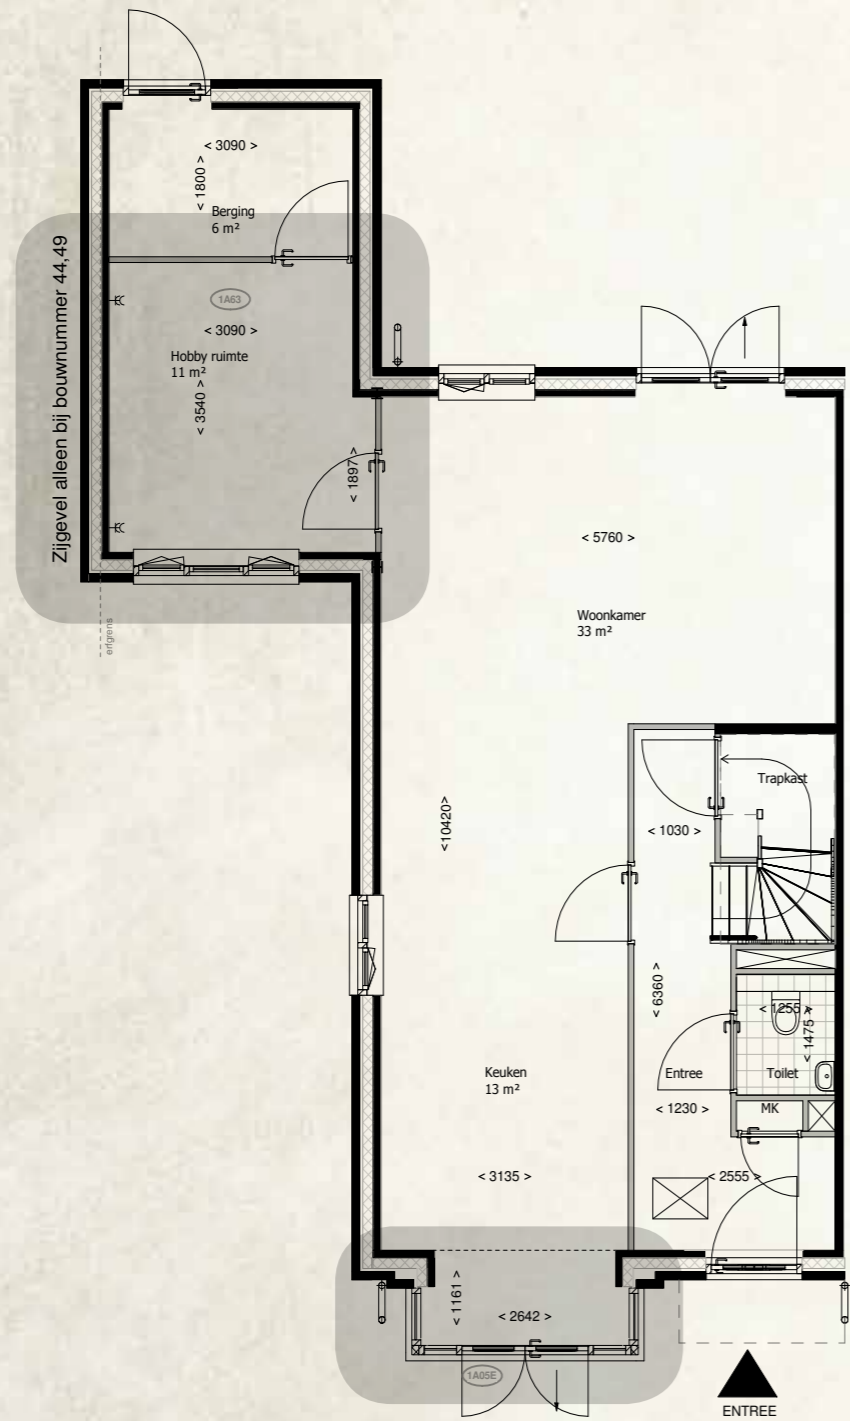 < 3090 >
< 1800 >
Berging
6 m²
Zijgevel alleen bij bouwnummer 44,49
1A63
< 3090 >
Hobby ruimte
11 m²
< 3540 >
< 1897 >
erfgrens
< 5760 >
Woonkamer
33 m²
Trapkast
<10420>
< 1030 >
< 6360 >
< 1255 >
< 1475 >
Keuken
13 m²
Entree
Toilet
< 1230 >
MK
< 3135 >
< 2555 >
< 1161 >
< 2642 >
1A05E
ENTREE